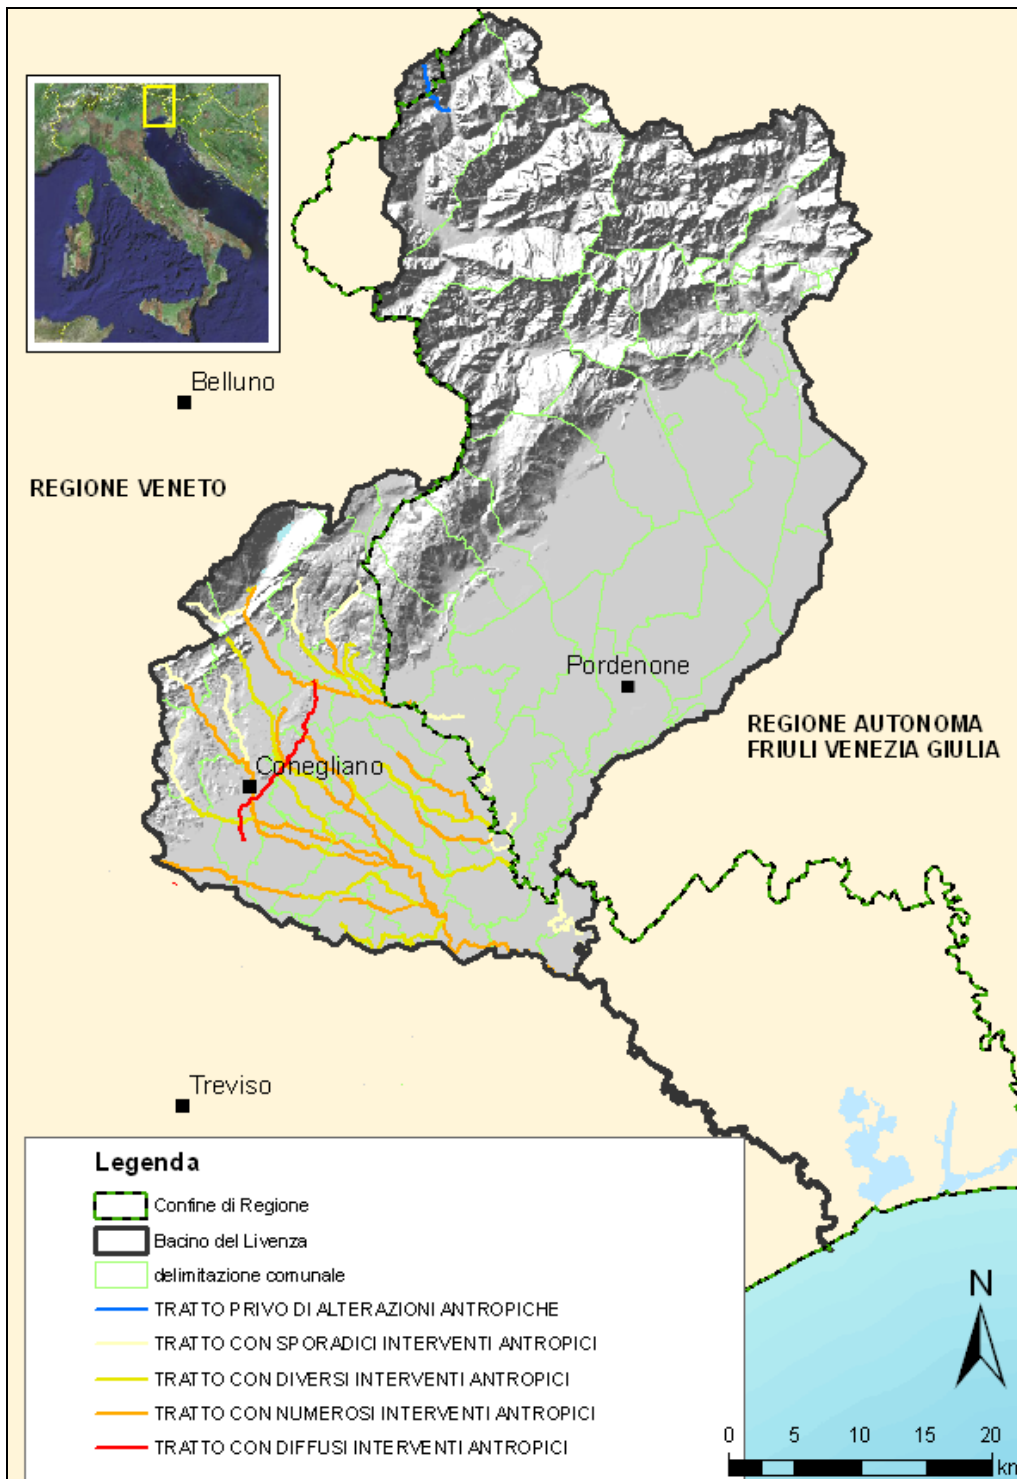 Belluno
REGIONE VENETO
Pordenone
REGIONE AUTONOMA
FRIULI VENEZIA GIULIA
Conegliano
Treviso
Legenda
Confine di Regione
Bacino del Livenza
delimitazione comunale
TRATTO PRIVO DI ALTERAZIONI ANTROPICHE
TRATTO CON SPORADICI INTERVENTI ANTROPICI
TRATTO CON DIVERSI INTERVENTI ANTROPICI
TRATTO CON NUMEROSI INTERVENTI ANTROPICI
TRATTO CON DIFFUSI INTERVENTI ANTROPICI
N
0 5 10 15 20
km